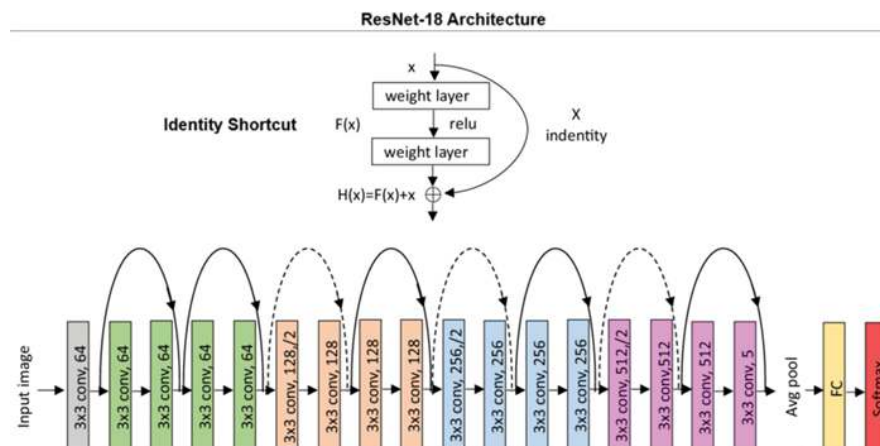 ResNet-18 Architecture
x
weight layer
Identity Shortcut
F(x)
relu
X
indentity
weight layer
H(x)=F(x)+x
Input image
3x3 conv, 64
3x3 conv, 64
3x3 conv, 64
3x3 conv, 64
3x3 conv, 64
3x3 conv, 128,/2
3x3 conv, 128
3x3 conv, 128
3x3 conv, 128
3x3 conv, 256,/2
3x3 conv, 256
3x3 conv, 256
3x3 conv, 256
3x3 conv, 512,/2
3x3 conv,512
3x3 conv, 512
3x3 conv, 5
Avg pool
FC
Softmax